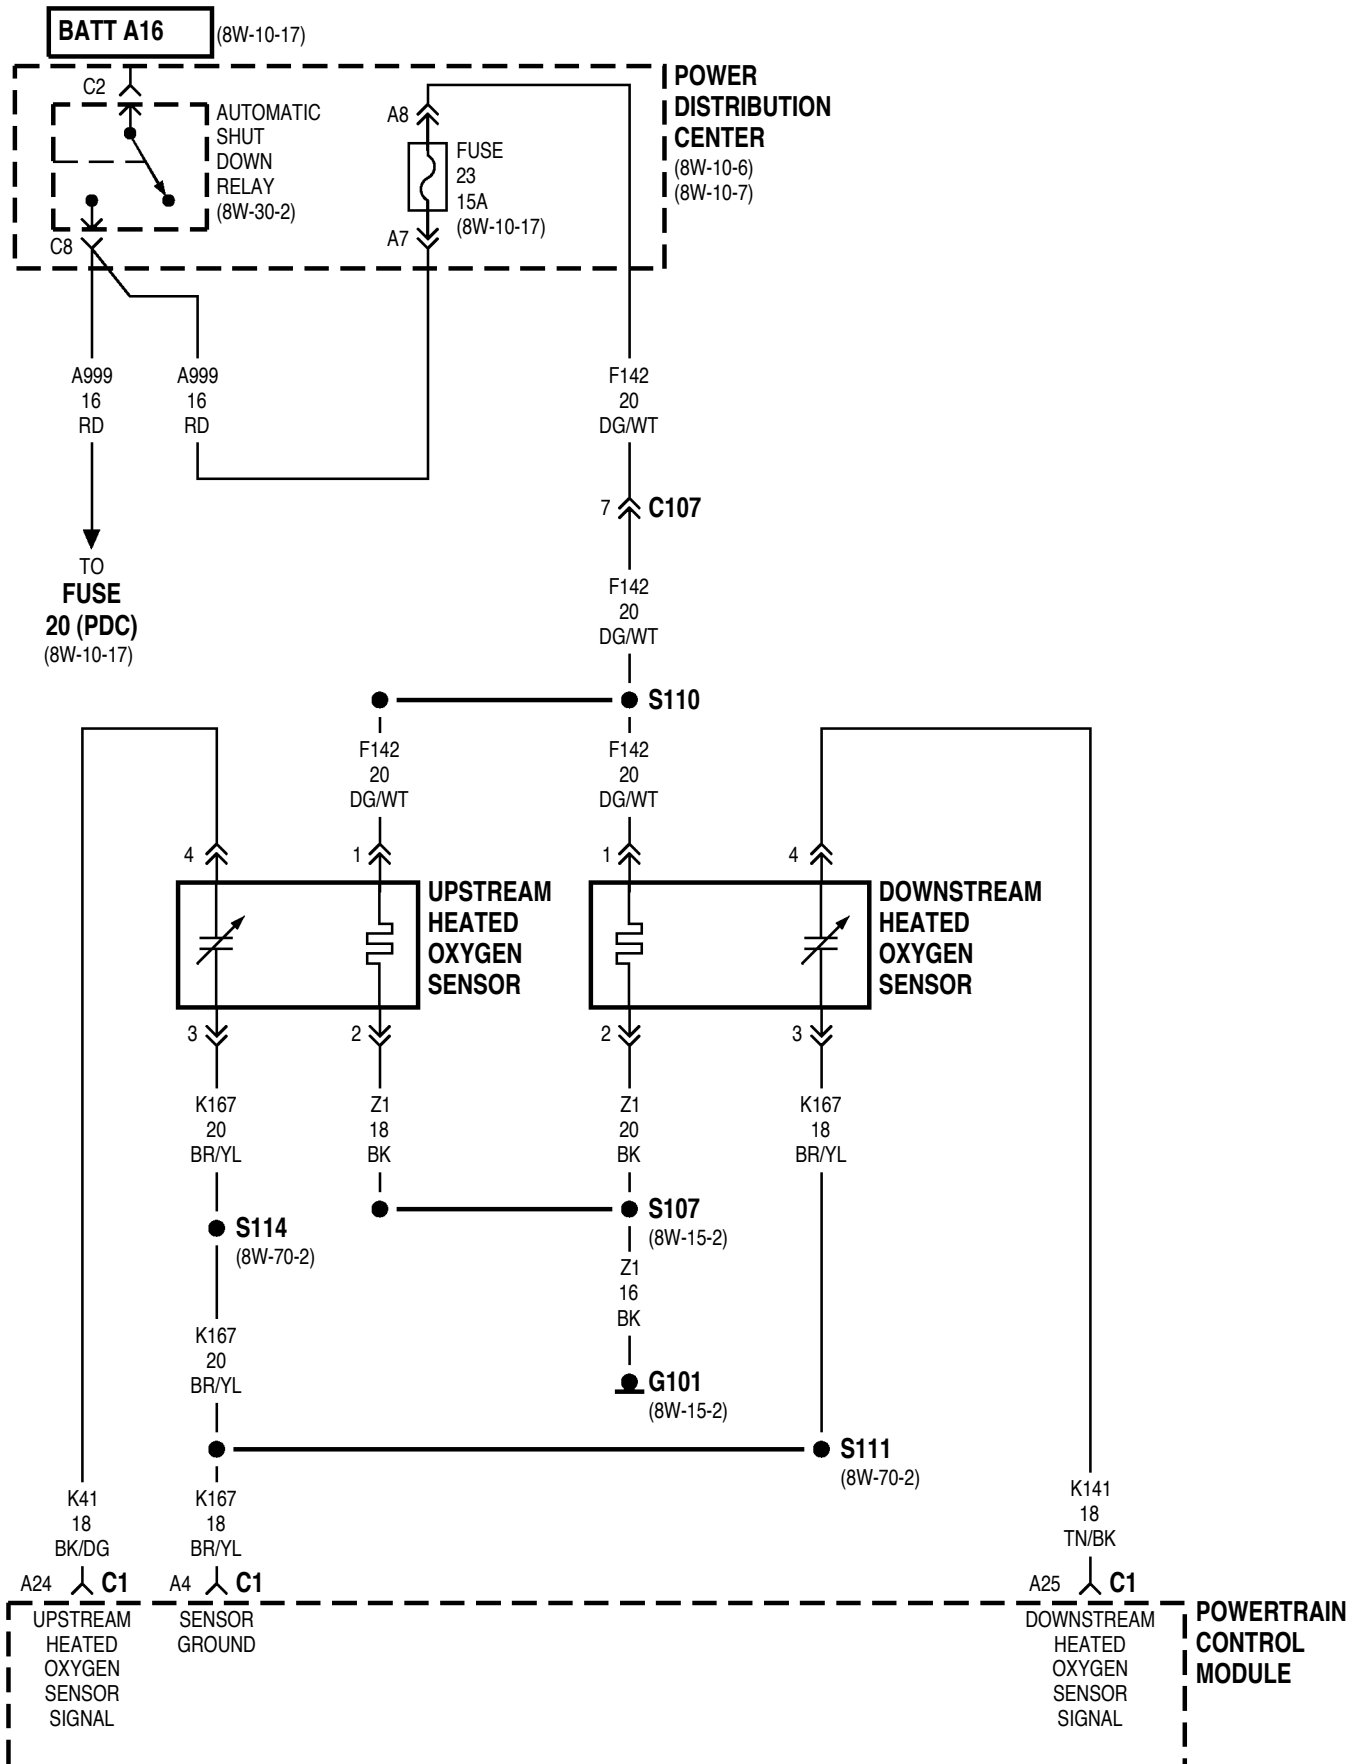 BATT A16
(8W-10-17)
POWER
DISTRIBUTION
CENTER
(8W-10-6)
(8W-10-7)
C2
AUTOMATIC
SHUT
DOWN
RELAY
(8W-30-2)
C8
A8
FUSE
23
15A
(8W-10-17)
A7
A999
16
RD
A999
16
RD
F142
20
DG/WT
TO
FUSE
20 (PDC)
(8W-10-17)
7
C107
F142
20
DG/WT
S110
F142
20
DG/WT
F142
20
DG/WT
4
1
1
4
UPSTREAM
HEATED
OXYGEN
SENSOR
DOWNSTREAM
HEATED
OXYGEN
SENSOR
3
2
2
3
K167
20
BR/YL
Z1
18
BK
Z1
20
BK
K167
18
BR/YL
S114
(8W-70-2)
S107
(8W-15-2)
Z1
16
BK
K167
20
BR/YL
G101
(8W-15-2)
S111
(8W-70-2)
K41
18
BK/DG
K167
18
BR/YL
K141
18
TN/BK
A24
C1
A4
C1
A25
C1
UPSTREAM
HEATED
OXYGEN
SENSOR
SIGNAL
SENSOR
GROUND
DOWNSTREAM
HEATED
OXYGEN
SENSOR
SIGNAL
POWERTRAIN
CONTROL
MODULE